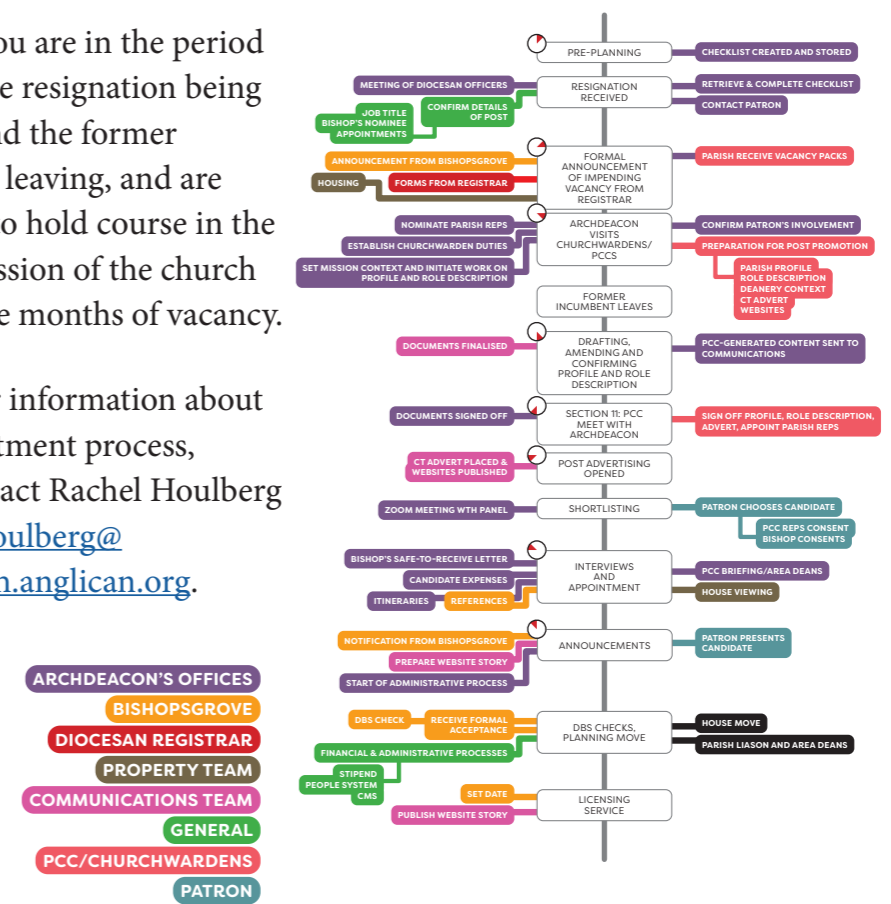 ou are in the period
e resignation being
nd the former
leaving, and are
o hold course in the
ssion of the church
e months of vacancy.
r information about
tment process,
act Rachel Houlberg
oulberg@
n.anglican.org.
ARCHDEACON'S OFFICES
BISHOPSGROVE
DIOCESAN REGISTRAR
PROPERTY TEAM
COMMUNICATIONS TEAM
GENERAL
PCC/CHURCHWARDENS
PATRON
PRE-PLANNING
CHECKLIST CREATED AND STORED
MEETING OF DIOCESAN OFFICERS
CONFIRM DETAILS
OF POST
JOB TITLE
BISHOP'S NOMINEE
APPOINTMENTS
RESIGNATION
RECEIVED
RETRIEVE & COMPLETE CHECKLIST
CONTACT PATRON
ANNOUNCEMENT FROM BISHOPSGROVE
HOUSING
FORMS FROM REGISTRAR
FORMAL
ANNOUNCEMENT
OF IMPENDING
VACANCY FROM
REGISTRAR
PARISH RECEIVE VACANCY PACKS
NOMINATE PARISH REPS
ESTABLISH CHURCHWARDEN DUTIES
SET MISSION CONTEXT AND INITIATE WORK ON
PROFILE AND ROLE DESCRIPTION
ARCHDEACON
VISITS
CHURCHWARDENS/
PCCS
CONFIRM PATRON'S INVOLVEMENT
PREPARATION FOR POST PROMOTION
PARISH PROFILE
ROLE DESCRIPTION
DEANERY CONTEXT
CT ADVERT
WEBSITES
FORMER
INCUMBENT LEAVES
DOCUMENTS FINALISED
DRAFTING,
AMENDING AND
CONFIRMING
PROFILE AND ROLE
DESCRIPTION
PCC-GENERATED CONTENT SENT TO
COMMUNICATIONS
DOCUMENTS SIGNED OFF
SECTION 11: PCC
MEET WITH
ARCHDEACON
SIGN OFF PROFILE, ROLE DESCRIPTION,
ADVERT, APPOINT PARISH REPS
CT ADVERT PLACED &
WEBSITES PUBLISHED
POST ADVERTISING
OPENED
ZOOM MEETING WTH PANEL
SHORTLISTING
PATRON CHOOSES CANDIDATE
PCC REPS CONSENT
BISHOP CONSENTS
BISHOP'S SAFE-TO-RECEIVE LETTER
CANDIDATE EXPENSES
ITINERARIES
REFERENCES
INTERVIEWS
AND
APPOINTMENT
PCC BRIEFING/AREA DEANS
HOUSE VIEWING
NOTIFICATION FROM BISHOPSGROVE
PREPARE WEBSITE STORY
START OF ADMINISTRATIVE PROCESS
ANNOUNCEMENTS
PATRON PRESENTS
CANDIDATE
DBS CHECK
RECEIVE FORMAL
ACCEPTANCE
FINANCIAL & ADMINISTRATIVE PROCESSES
STIPEND
PEOPLE SYSTEM
CMS
DBS CHECKS,
PLANNING MOVE
HOUSE MOVE
PARISH LIASON AND AREA DEANS
SET DATE
PUBLISH WEBSITE STORY
LICENSING
SERVICE